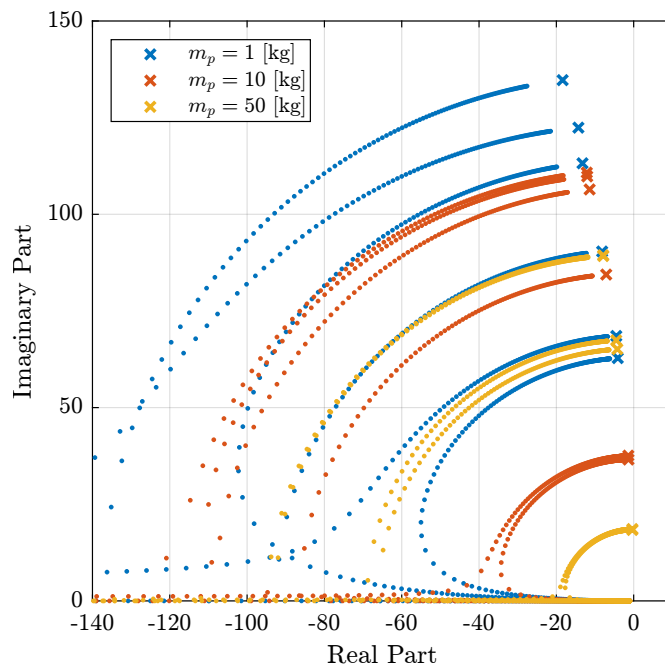 150
100
50
0
Imaginary Part
× m_p = 1 [kg]
× m_p = 10 [kg]
× m_p = 50 [kg]
-140 -120 -100 -80 -60 -40 -20 0
Real Part